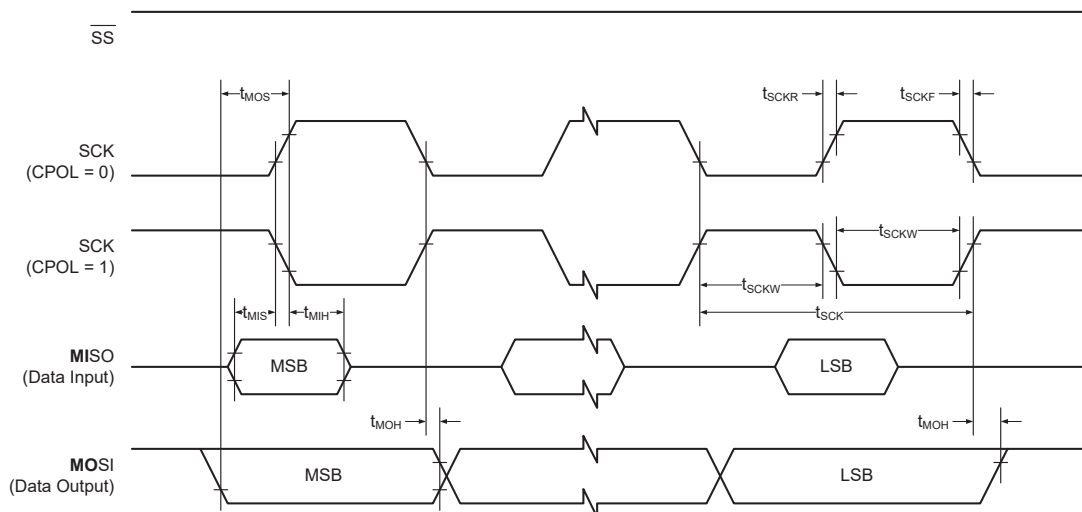 SS
tMOS
tSCKR
tSCKF
SCK
(CPOL = 0)
SCK
(CPOL = 1)
tSCKW
tSCKW
tSCK
tMIS
tMIH
MISO
(Data Input)
MSB
LSB
tMOH
tMOH
MOSI
(Data Output)
MSB
LSB